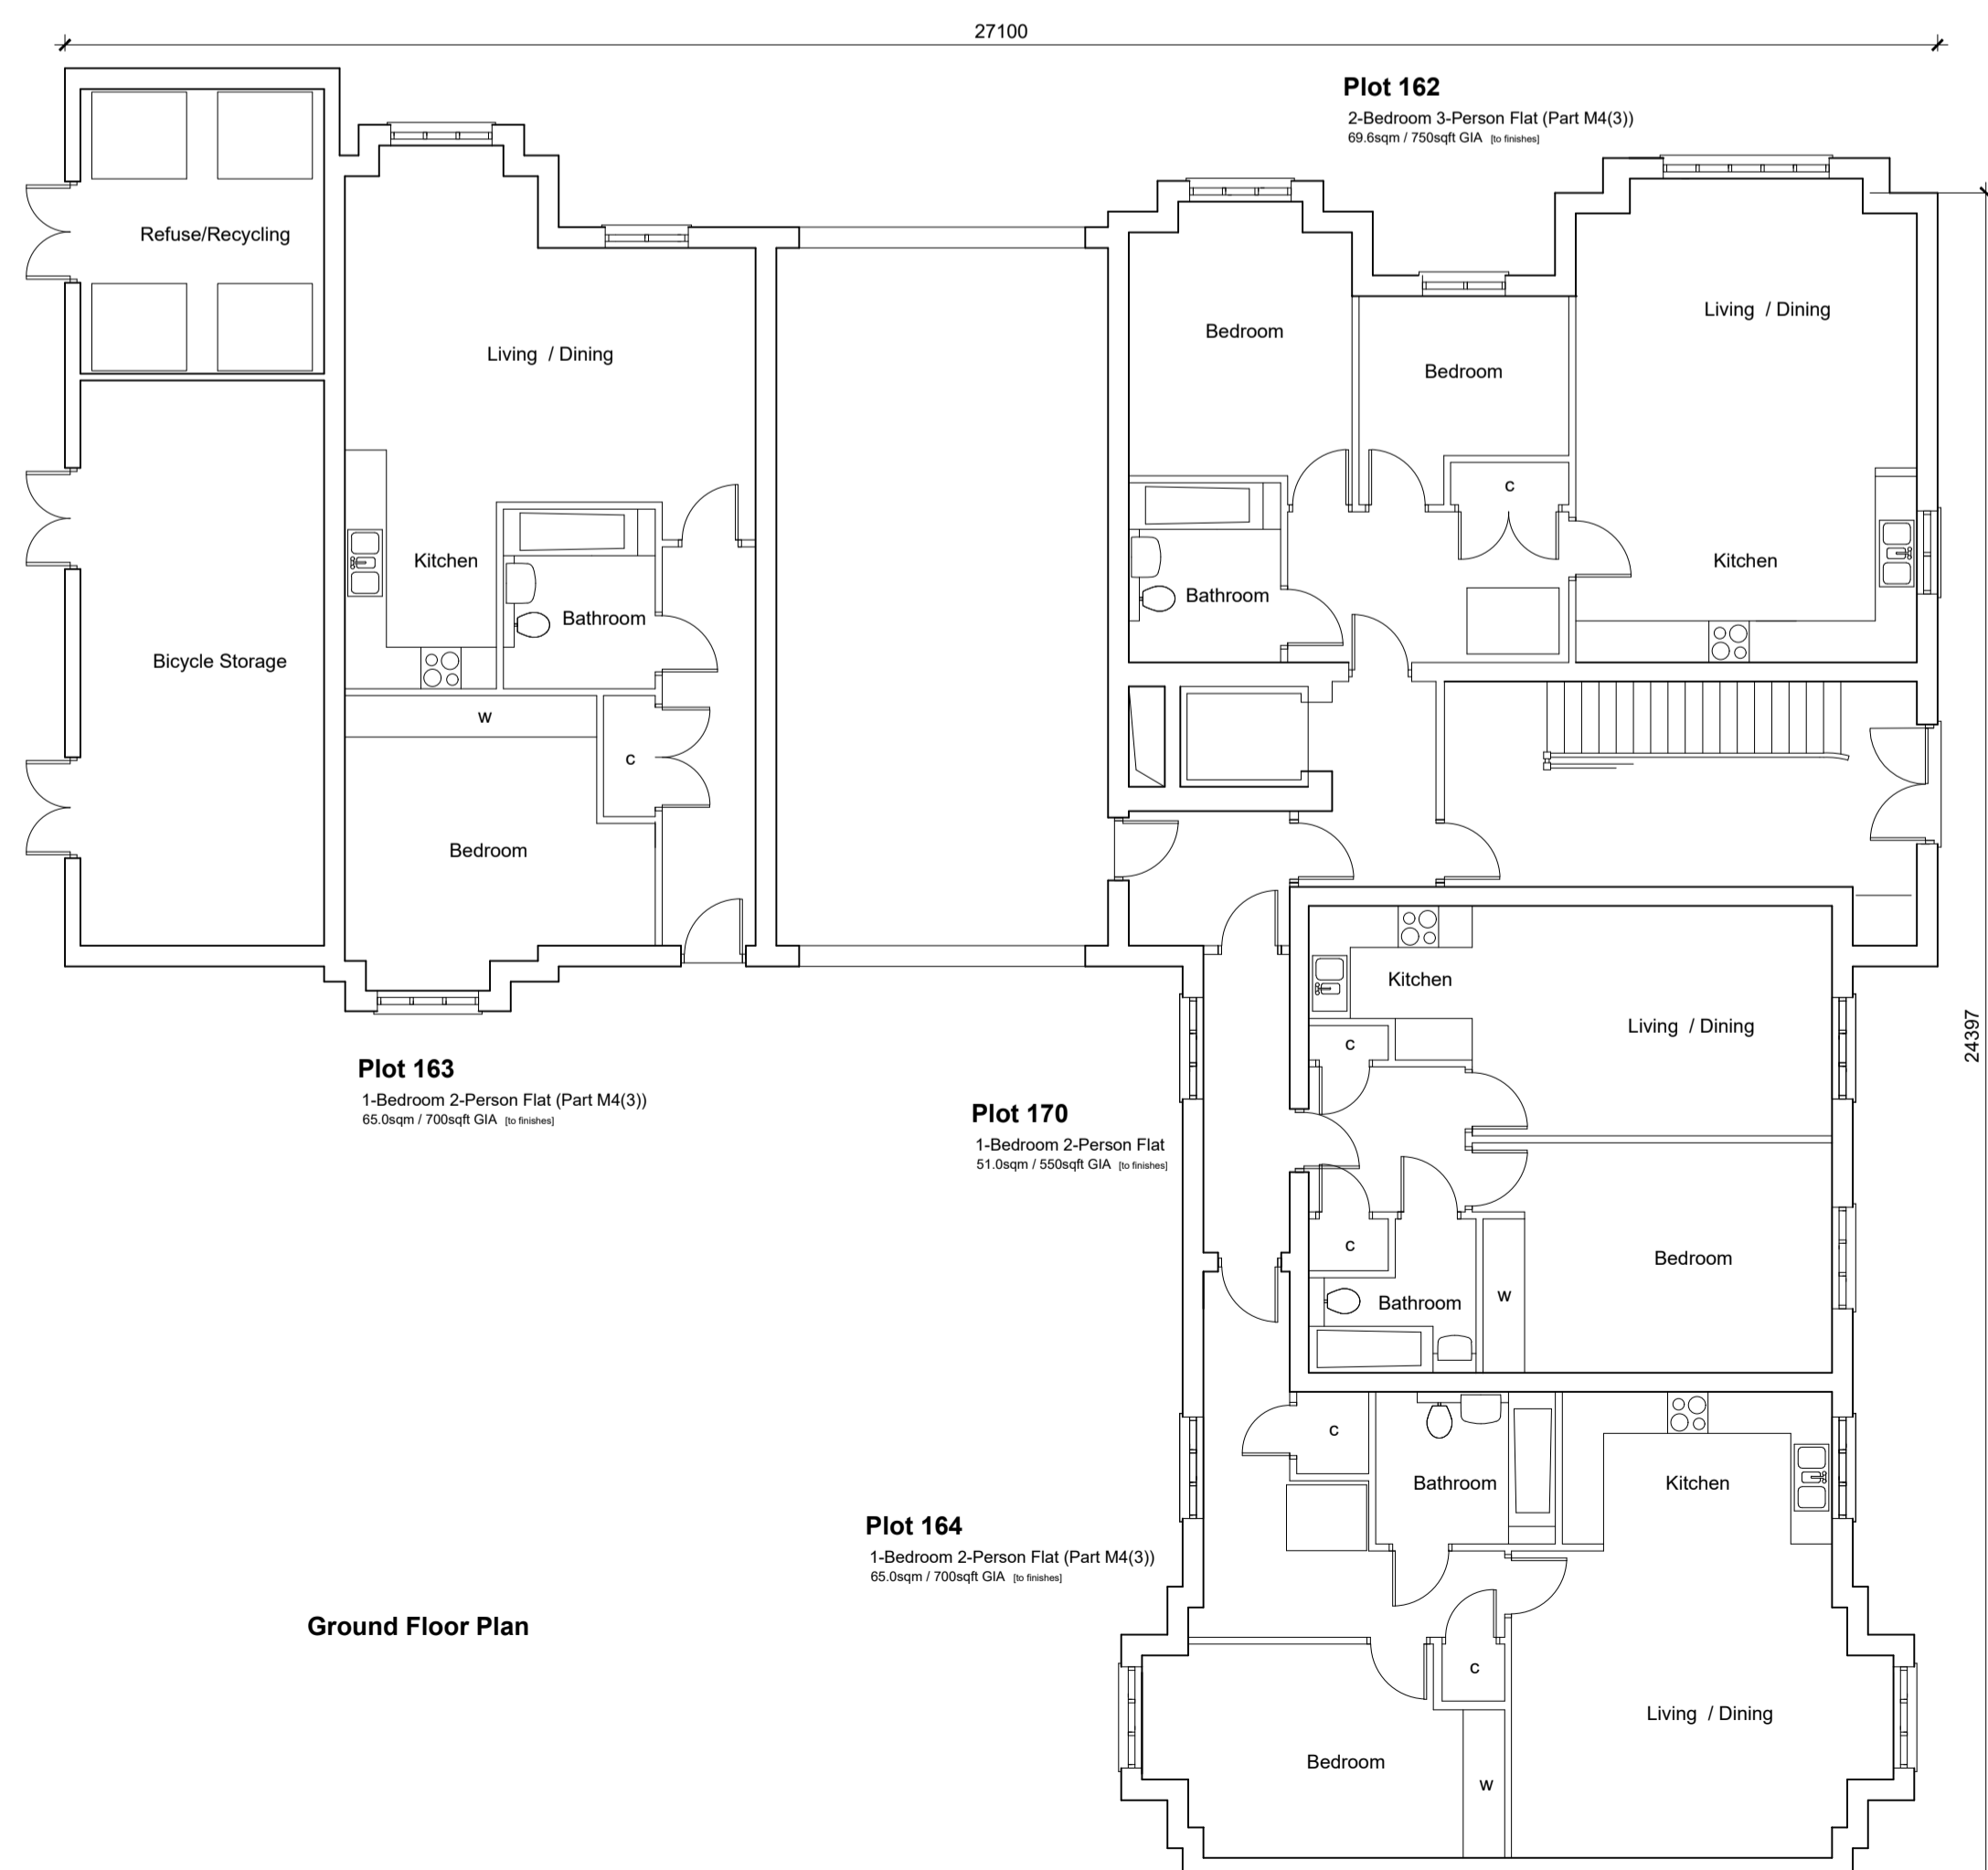 27100
Plot 162
2-Bedroom 3-Person Flat (Part M4(3))
69.6sqm / 750sqft GIA [to finishes]
Refuse/Recycling
Living / Dining
Bedroom
Bedroom
Living / Dining
C
Kitchen
Bathroom
Bathroom
Kitchen
Bicycle Storage
W
C
Bedroom
Kitchen
Living / Dining
C
24397
Plot 163
1-Bedroom 2-Person Flat (Part M4(3))
65.0sqm / 700sqft GIA [to finishes]
Plot 170
1-Bedroom 2-Person Flat
51.0sqm / 550sqft GIA [to finishes]
C
Bedroom
Bathroom
W
C
Bathroom
Kitchen
Plot 164
1-Bedroom 2-Person Flat (Part M4(3))
65.0sqm / 700sqft GIA [to finishes]
Ground Floor Plan
C
Living / Dining
Bedroom
W